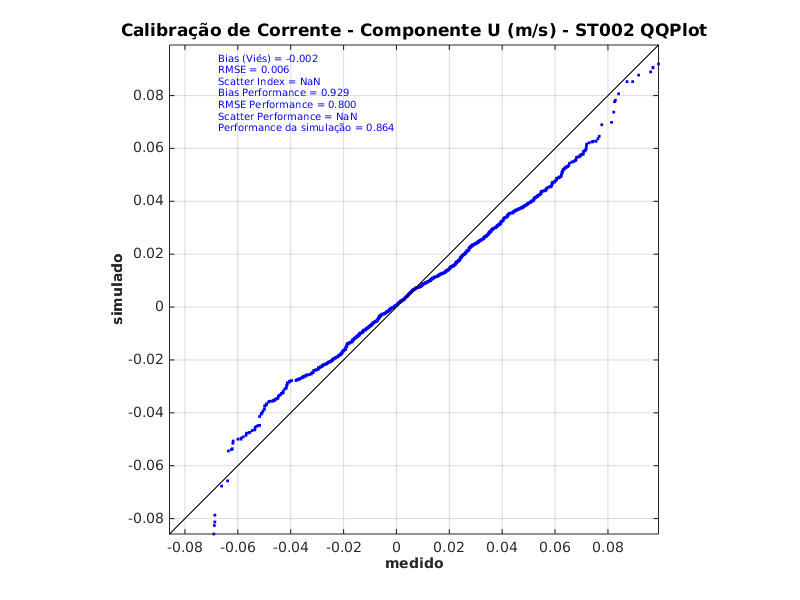 Calibração de Corrente - Componente U (m/s) - ST002 QQPlot
Bias (Viés) = -0.002
RMSE = 0.006
Scatter Index = NaN
Bias Performance = 0.929
RMSE Performance = 0.800
Scatter Performance = NaN
Performance da simulação = 0.864
simulado
0.08
0.06
0.04
0.02
0
-0.02
-0.04
-0.06
-0.08
-0.08 -0.06 -0.04 -0.02 0 0.02 0.04 0.06 0.08
medido